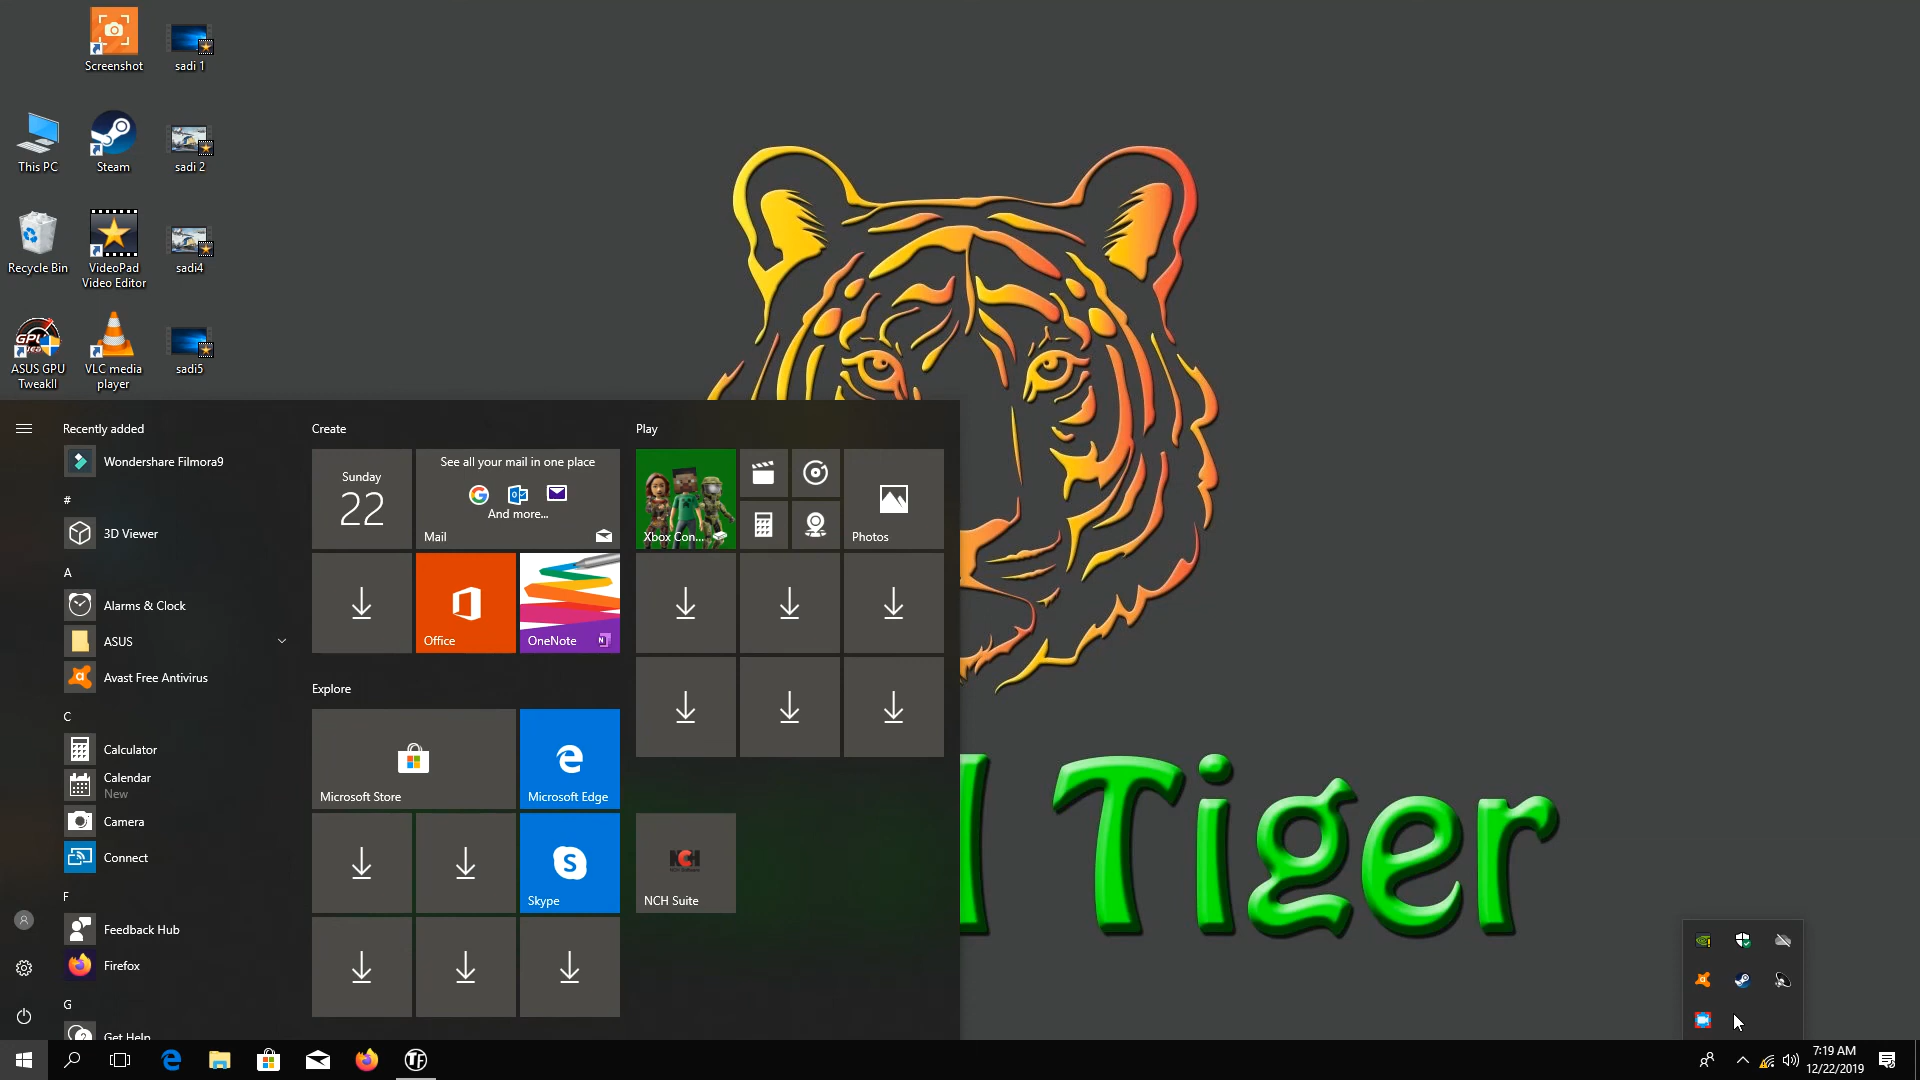 Screenshot
sadi 1
This PC
Steam
sadi 2
Recycle Bin
VideoPad
Video Editor
sadi4
ASUS GPU
TweakII
VLC media
player
sadi5
Recently added
Wondershare Filmora9
#
3D Viewer
A
Alarms & Clock
ASUS
Avast Free Antivirus
C
Calculator
Calendar
New
Camera
Connect
F
Feedback Hub
Firefox
G
Get Help
Create
Sunday
22
See all your mail in one place
And more...
Mail
Office
OneNote
Explore
Microsoft Store
Microsoft Edge
Skype
Play
Xbox Con...
Photos
NCH
NCH Suite
Tiger
7:19 AM
12/22/2019